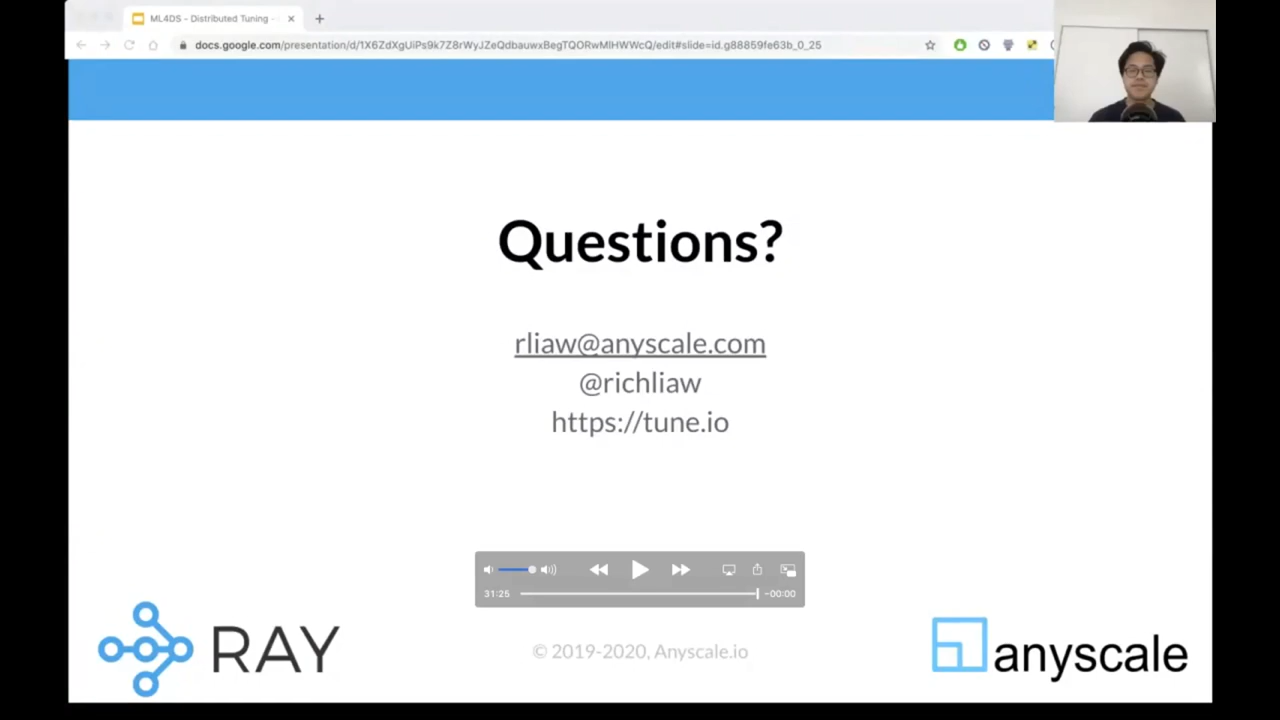 ML4DS - Distributed Tuning -
docs.google.com/presentation/d/1X6ZdXgUiPs9k7Z8rWyJZeQdbauwxBegTQORwMlHWWcQ/edit#slide=id.g88859fe63b_0_25
Questions?
rliaw@anyscale.com
@richliaw
https://tune.io
31:25
-00:00
RAY
© 2019-2020, Anyscale.io
anyscale